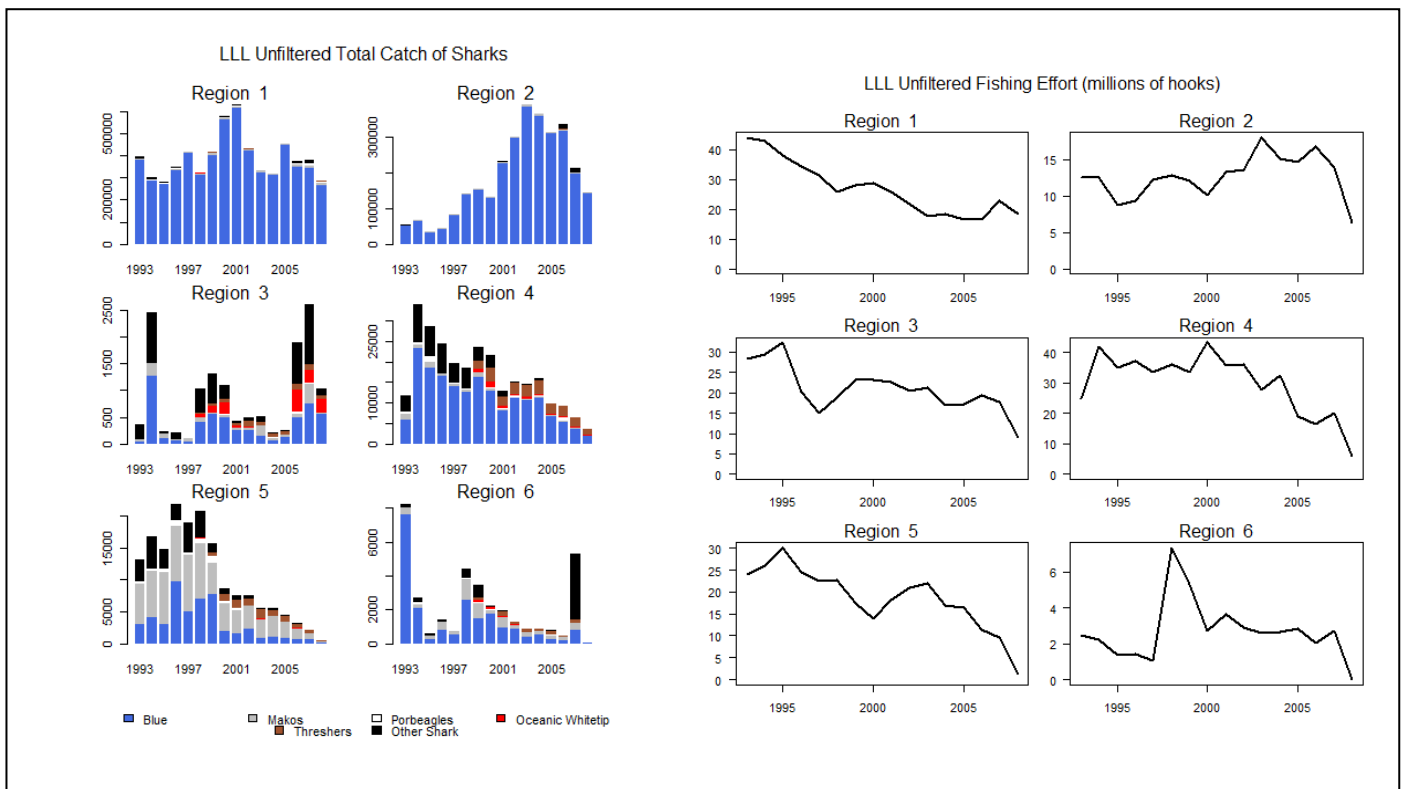 LLL Unfiltered Total Catch of Sharks
Region 1
0 200000 500000
Region 2
0 100000 300000
1993 1997 2001 2005
1993 1997 2001 2005
Region 3
0 500 1500 2500
Region 4
0 10000 25000
1993 1997 2001 2005
1993 1997 2001 2005
Region 5
0 5000 15000
Region 6
0 2000 6000
1993 1997 2001 2005
1993 1997 2001 2005
Blue
Makos
Porbeagles
Oceanic Whitetip
Threshers
Other Shark
LLL Unfiltered Fishing Effort (millions of hooks)
Region 1
40
30
20
10
0
1995 2000 2005
Region 2
15
10
5
0
1995 2000 2005
Region 3
30
25
20
15
10
5
0
1995 2000 2005
Region 4
40
30
20
10
0
1995 2000 2005
Region 5
30
25
20
15
10
5
0
1995 2000 2005
Region 6
6
4
2
0
1995 2000 2005